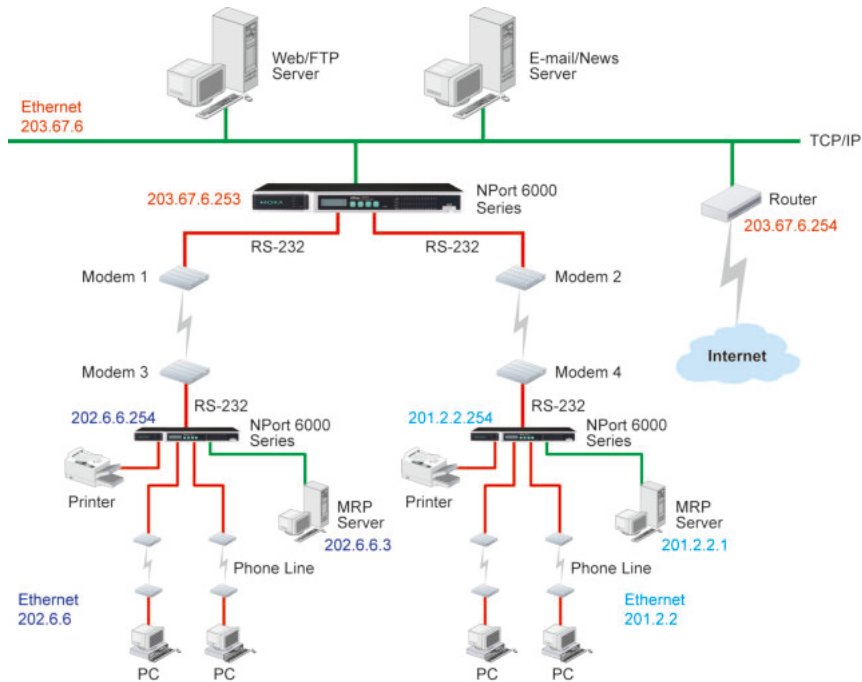 Web/FTP
Server
E-mail/News
Server
Ethernet
203.67.6
TCP/IP
203.67.6.253
MOXA
NPort 6000
Series
Router
203.67.6.254
RS-232
RS-232
Modem 1
Modem 2
Internet
Modem 3
Modem 4
RS-232
RS-232
202.6.6.254
NPort 6000
Series
201.2.2.254
NPort 6000
Series
Printer
MRP
Server
202.6.6.3
Printer
MRP
Server
201.2.2.1
Phone Line
Phone Line
Ethernet
202.6.6
Ethernet
201.2.2
PC
PC
PC
PC